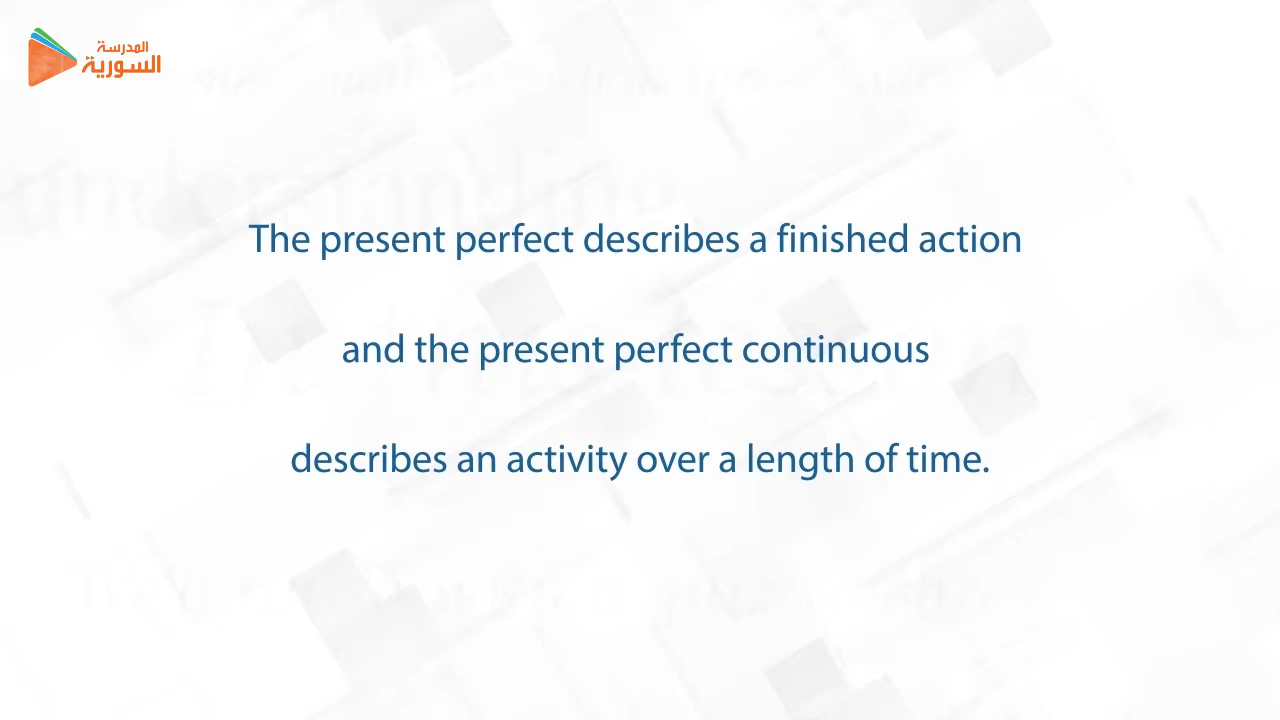 المدرسة
السورية
The present perfect describes a finished action
and the present perfect continuous
describes an activity over a length of time.